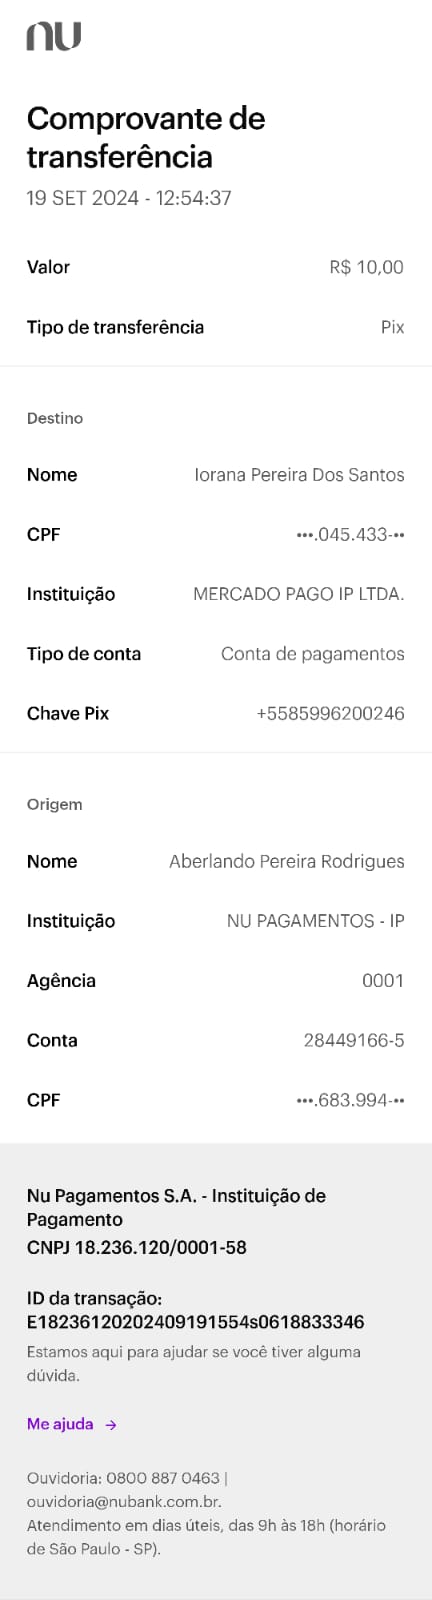 nu
Comprovante de
transferência
19 SET 2024 - 12:54:37
Valor R$ 10,00
Tipo de transferência Pix
Destino
Nome Iorana Pereira Dos Santos
CPF •••.045.433-••
Instituição MERCADO PAGO IP LTDA.
Tipo de conta Conta de pagamentos
Chave Pix +5585996200246
Origem
Nome Aberlando Pereira Rodrigues
Instituição NU PAGAMENTOS - IP
Agência 0001
Conta 28449166-5
CPF •••.683.994-••
Nu Pagamentos S.A. - Instituição de
Pagamento
CNPJ 18.236.120/0001-58
ID da transação:
E18236120202409191554s0618833346
Estamos aqui para ajudar se você tiver alguma
dúvida.
Me ajuda →
Ouvidoria: 0800 887 0463 |
ouvidoria@nubank.com.br.
Atendimento em dias úteis, das 9h às 18h (horário
de São Paulo - SP).